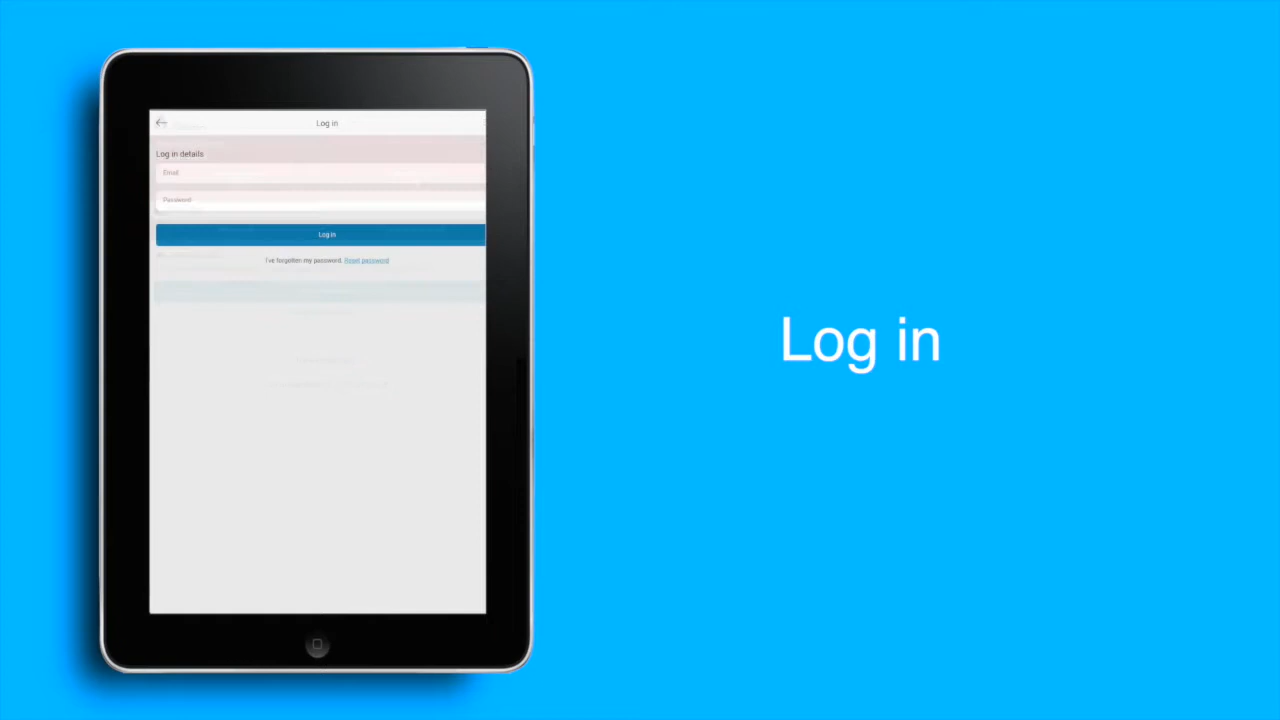 Log in
Log in details
Email
Password
Log in
I've forgotten my password. Reset password
Log in